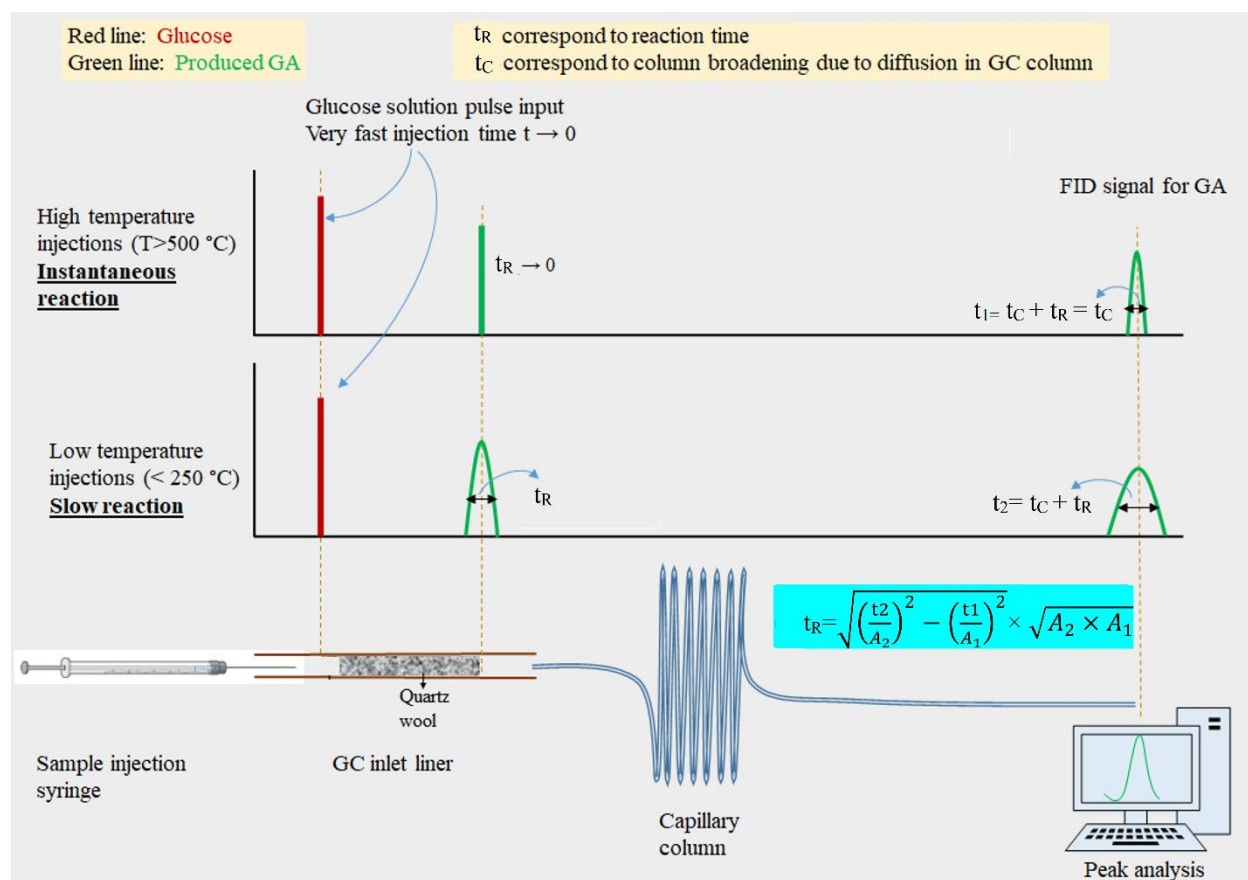 Red line: Glucose
Green line: Produced GA
tR correspond to reaction time
tC correspond to column broadening due to diffusion in GC column
Glucose solution pulse input
Very fast injection time t → 0
FID signal for GA
High temperature
injections (T>500 °C)
Instantaneous
reaction
tR → 0
t1= tC + tR = tC
Low temperature
injections (< 250 °C)
Slow reaction
tR
t2= tC + tR
tR=√((t2/A2)² − (t1/A1)²) × √(A2 × A1)
Quartz
wool
Sample injection
syringe
GC inlet liner
Capillary
column
Peak analysis